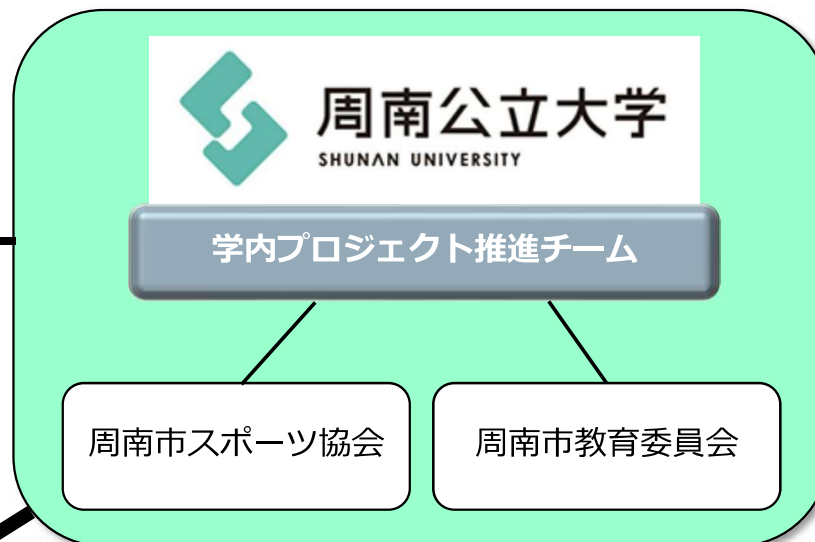 周南公立大学
SHUNAN UNIVERSITY
学内プロジェクト推進チーム
周南市スポーツ協会
周南市教育委員会